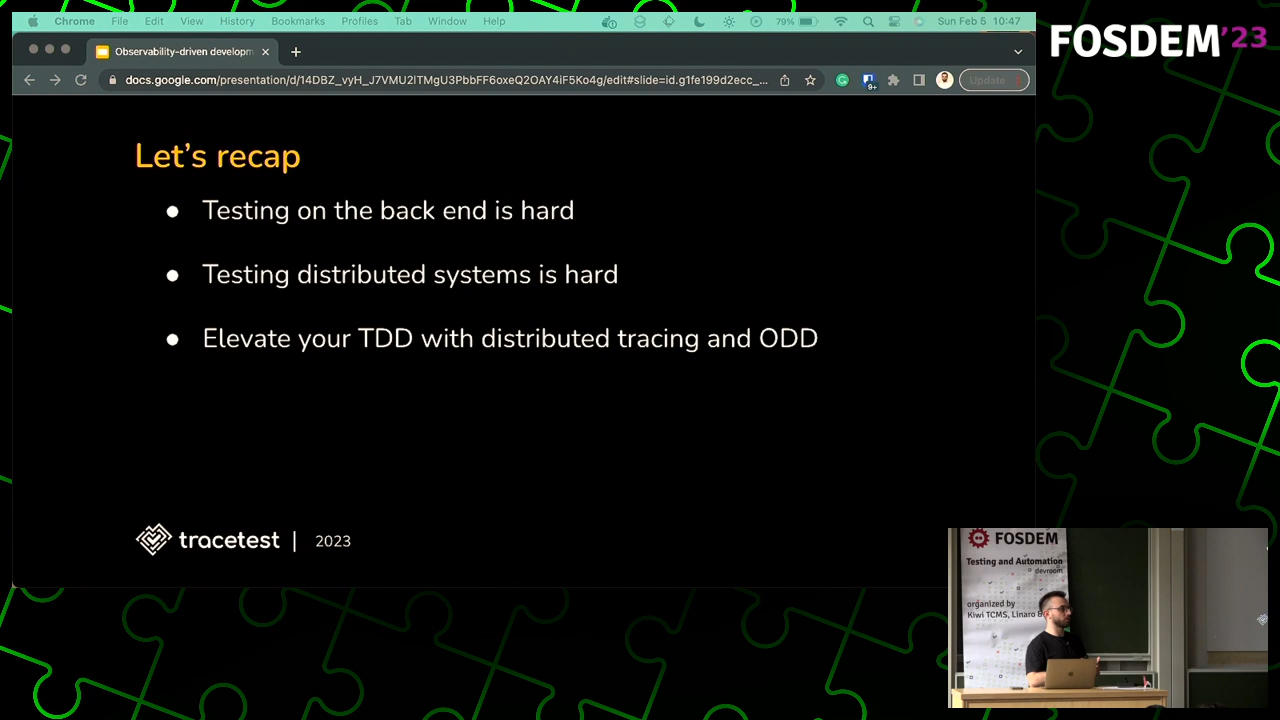 Chrome File Edit View History Bookmarks Profiles Tab Window Help 79% Sun Feb 5 10:47
FOSDEM'23
Observability-driven developm
docs.google.com/presentation/d/14DBZ_vyH_J7VMU2lTMgU3PbbFF6oxeQ2OAY4iF5Ko4g/edit#slide=id.g1fe199d2ecc_...
9+
Update
Let's recap
● Testing on the back end is hard
● Testing distributed systems is hard
● Elevate your TDD with distributed tracing and ODD
tracetest | 2023
FOSDEM
Testing and Automation
devroom
organized by
Kiwi TCMS, Linaro &